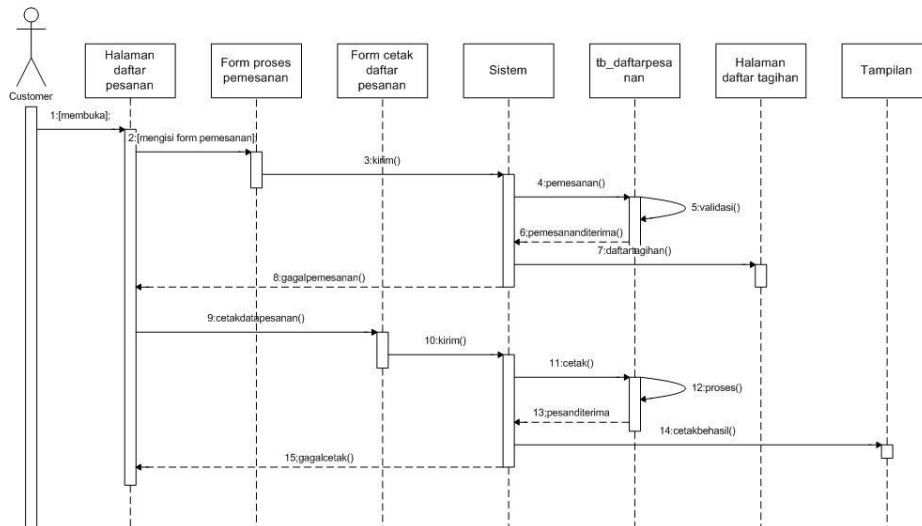 Halaman
daftar
pesanan
Form proses
pemesanan
Form cetak
daftar
pesanan
Sistem
tb_daftarpesa
nan
Halaman
daftar tagihan
Tampilan
Customer
1:[membuka];
2:[mengisi form pemesanan];
3:kirim()
4:pemesanan()
5:validasi()
6;pemesananditerima()
7:daftartagihan()
8:gagalpemesanan()
9:cetakdatapesanan()
10:kirim()
11:cetak()
12:proses()
13;pesanditerima
14:cetakbehasil()
15;gagalcetak()